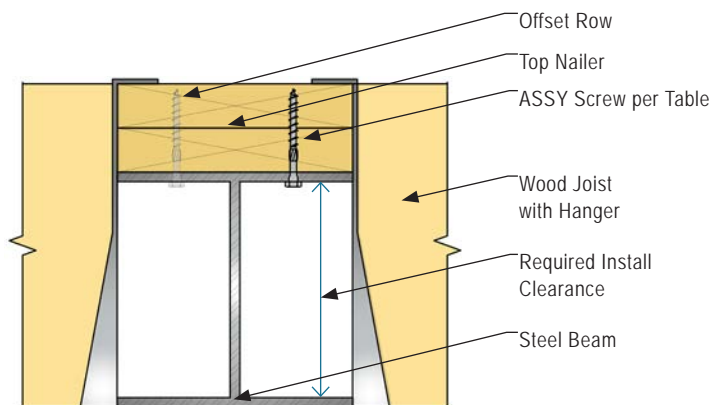 Offset Row
Top Nailer
ASSY Screw per Table
Wood Joist
with Hanger
Required Install
Clearance
Steel Beam